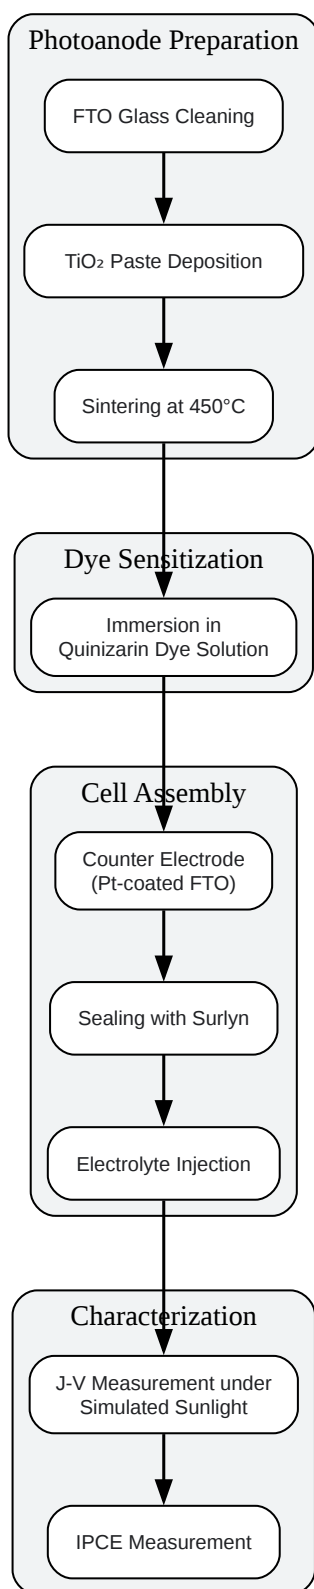 Photoanode Preparation
FTO Glass Cleaning
TiO₂ Paste Deposition
Sintering at 450°C
Dye Sensitization
Immersion in
Quinizarin Dye Solution
Cell Assembly
Counter Electrode
(Pt-coated FTO)
Sealing with Surlyn
Electrolyte Injection
Characterization
J-V Measurement under
Simulated Sunlight
IPCE Measurement